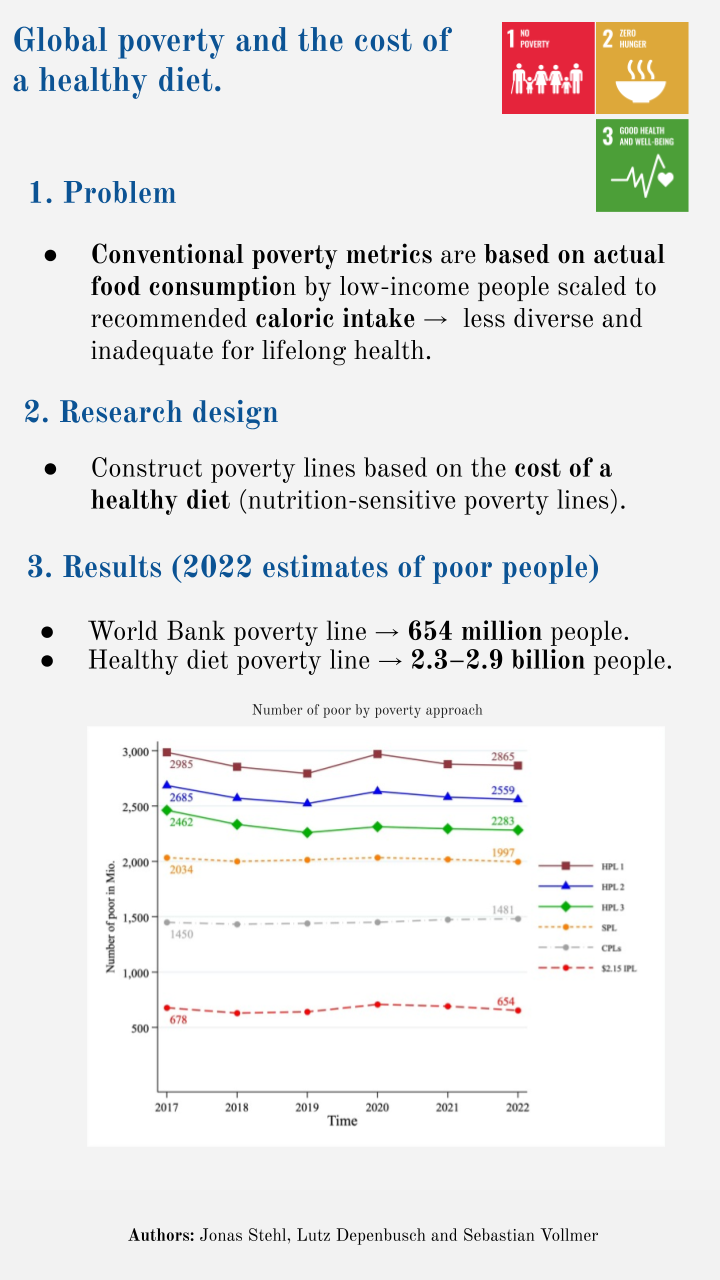 Global poverty and the cost of
a healthy diet.
1 NO
POVERTY
2 ZERO
HUNGER
3 GOOD HEALTH
AND WELL-BEING
1. Problem
● Conventional poverty metrics are based on actual
food consumption by low-income people scaled to
recommended caloric intake → less diverse and
inadequate for lifelong health.
2. Research design
● Construct poverty lines based on the cost of a
healthy diet (nutrition-sensitive poverty lines).
3. Results (2022 estimates of poor people)
● World Bank poverty line → 654 million people.
● Healthy diet poverty line → 2.3–2.9 billion people.
Number of poor by poverty approach
Number of poor in Mio.
3,000
2,500
2,000
1,500
1,000
500
2985
2865
2685
2559
2462
2283
2034
1997
1450
1481
678
654
HPL 1
HPL 2
HPL 3
SPL
CPLs
$2.15 IPL
2017 2018 2019 2020 2021 2022
Time
Authors: Jonas Stehl, Lutz Depenbusch and Sebastian Vollmer